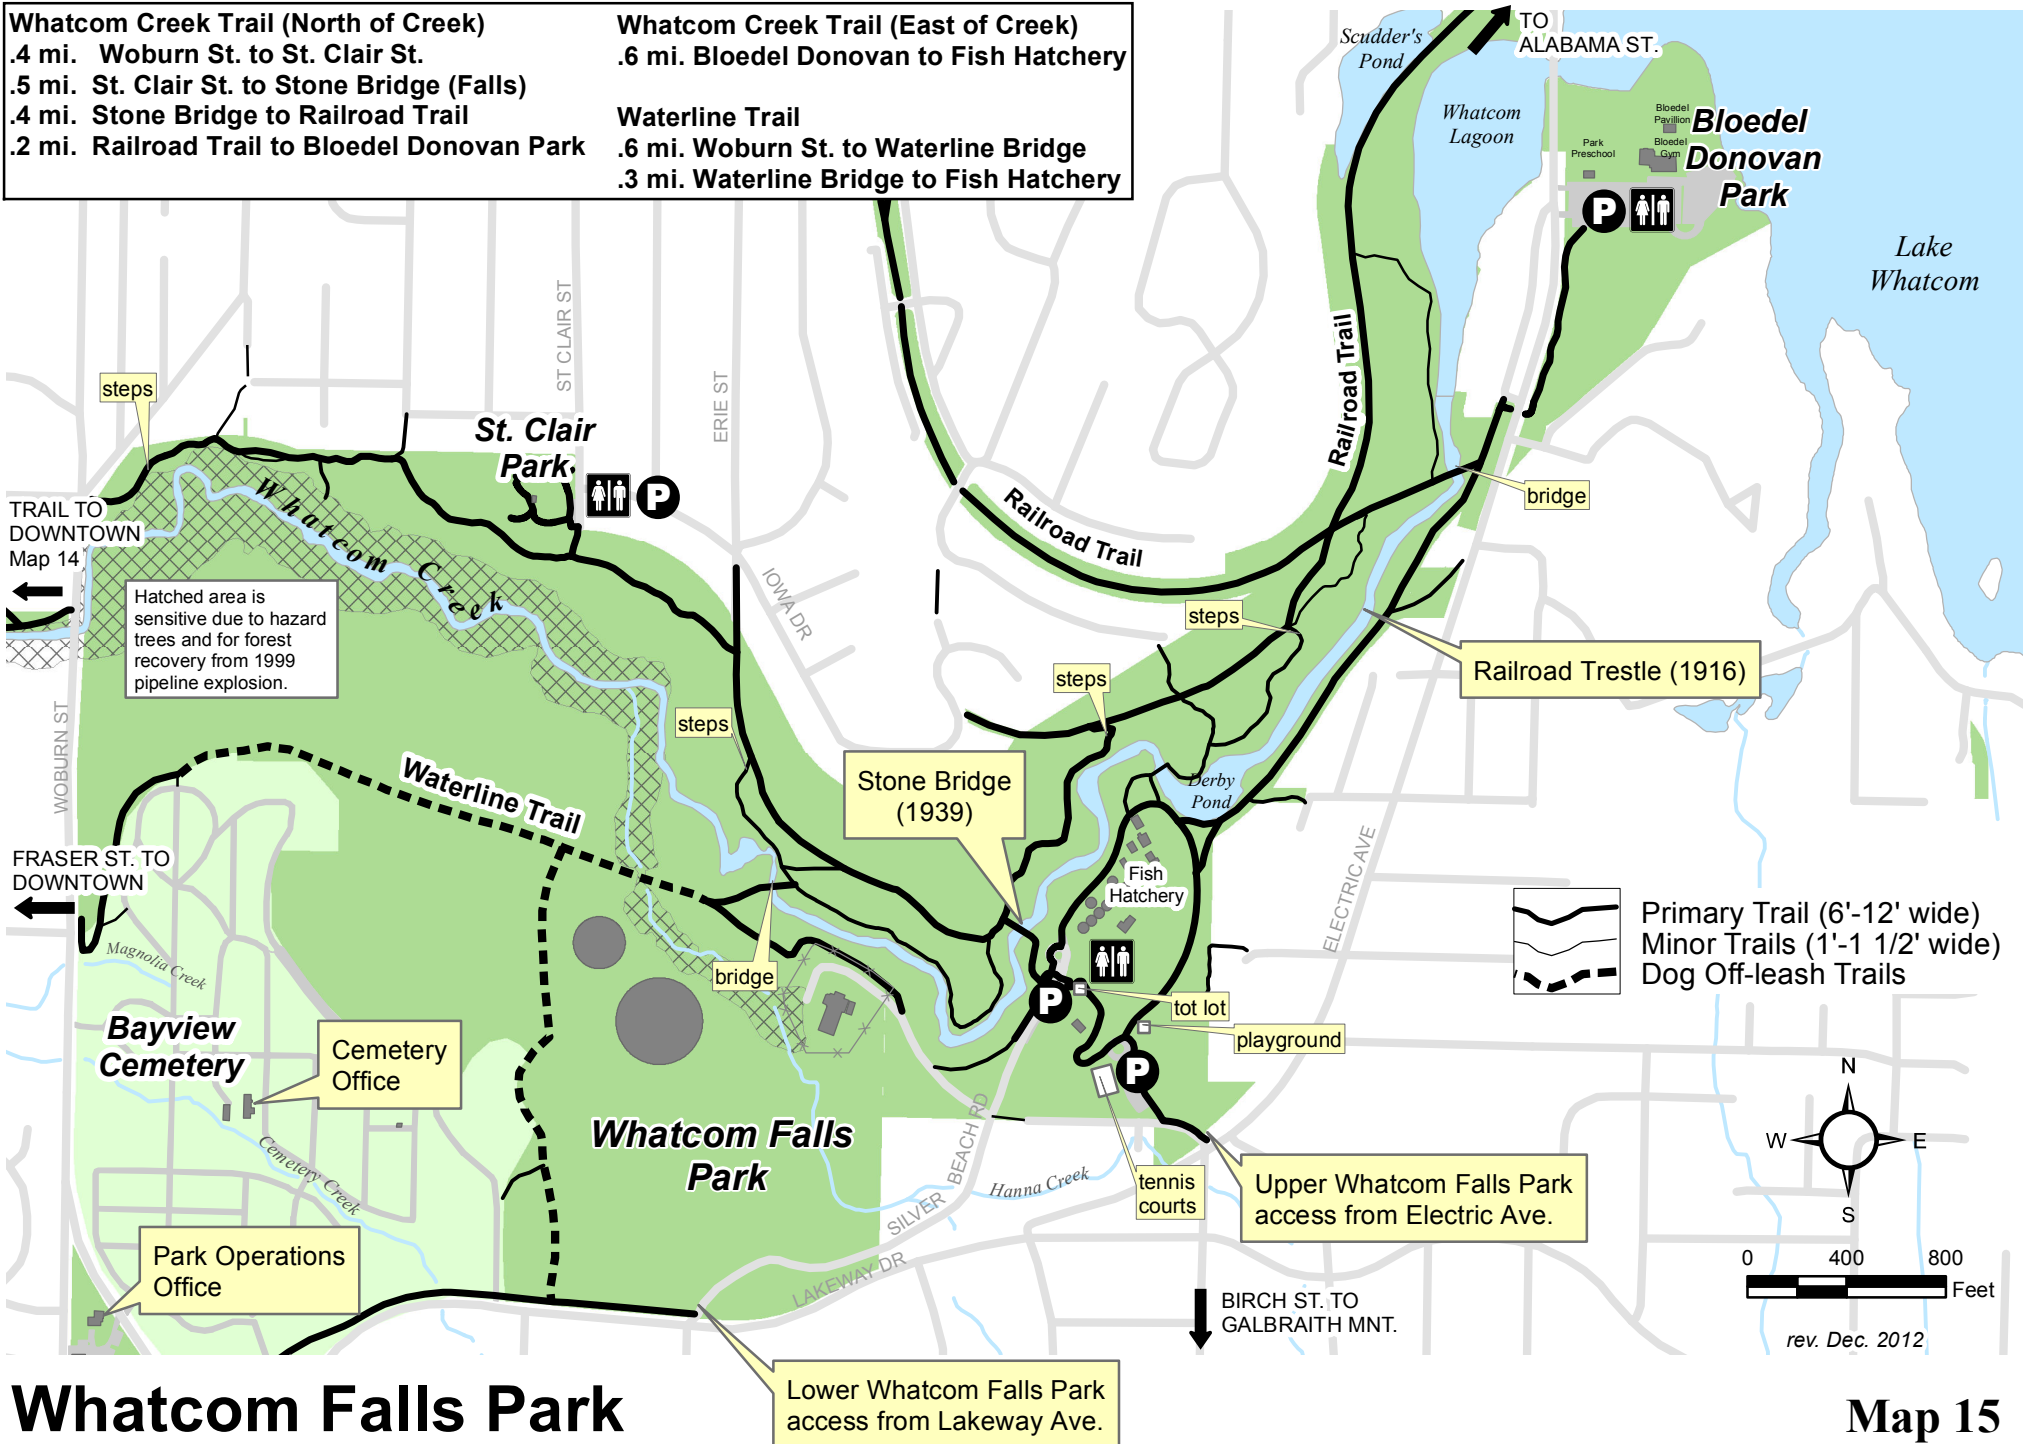 Whatcom Creek Trail (North of Creek)
.4 mi. Woburn St. to St. Clair St.
.5 mi. St. Clair St. to Stone Bridge (Falls)
.4 mi. Stone Bridge to Railroad Trail
.2 mi. Railroad Trail to Bloedel Donovan Park
Whatcom Creek Trail (East of Creek)
.6 mi. Bloedel Donovan to Fish Hatchery
Waterline Trail
.6 mi. Woburn St. to Waterline Bridge
.3 mi. Waterline Bridge to Fish Hatchery
Scudder's
Pond
TO
ALABAMA ST.
Whatcom
Lagoon
Bloedel
Pavillion
Park
Preschool
Bloedel
Gym
Bloedel
Donovan
Park
P
Lake
Whatcom
steps
ST CLAIR ST
ERIE ST
St. Clair
Park
P
Railroad Trail
Railroad Trail
bridge
TRAIL TO
DOWNTOWN
Map 14
Whatcom Creek
IOWA DR
Hatched area is
sensitive due to hazard
trees and for forest
recovery from 1999
pipeline explosion.
steps
Railroad Trestle (1916)
steps
steps
WOBURN ST
Waterline Trail
Stone Bridge
(1939)
Derby
Pond
FRASER ST. TO
DOWNTOWN
Fish
Hatchery
ELECTRIC AVE
Primary Trail (6'-12' wide)
Minor Trails (1'-1 1/2' wide)
Dog Off-leash Trails
Magnolia Creek
bridge
P
tot lot
playground
Bayview
Cemetery
Cemetery
Office
P
N
W
E
S
Whatcom Falls
Park
Cemetery Creek
SILVER BEACH RD
Hanna Creek
tennis
courts
Upper Whatcom Falls Park
access from Electric Ave.
Park Operations
Office
LAKEWAY DR
0 400 800
Feet
BIRCH ST. TO
GALBRAITH MNT.
rev. Dec. 2012
Lower Whatcom Falls Park
access from Lakeway Ave.
Whatcom Falls Park
Map 15